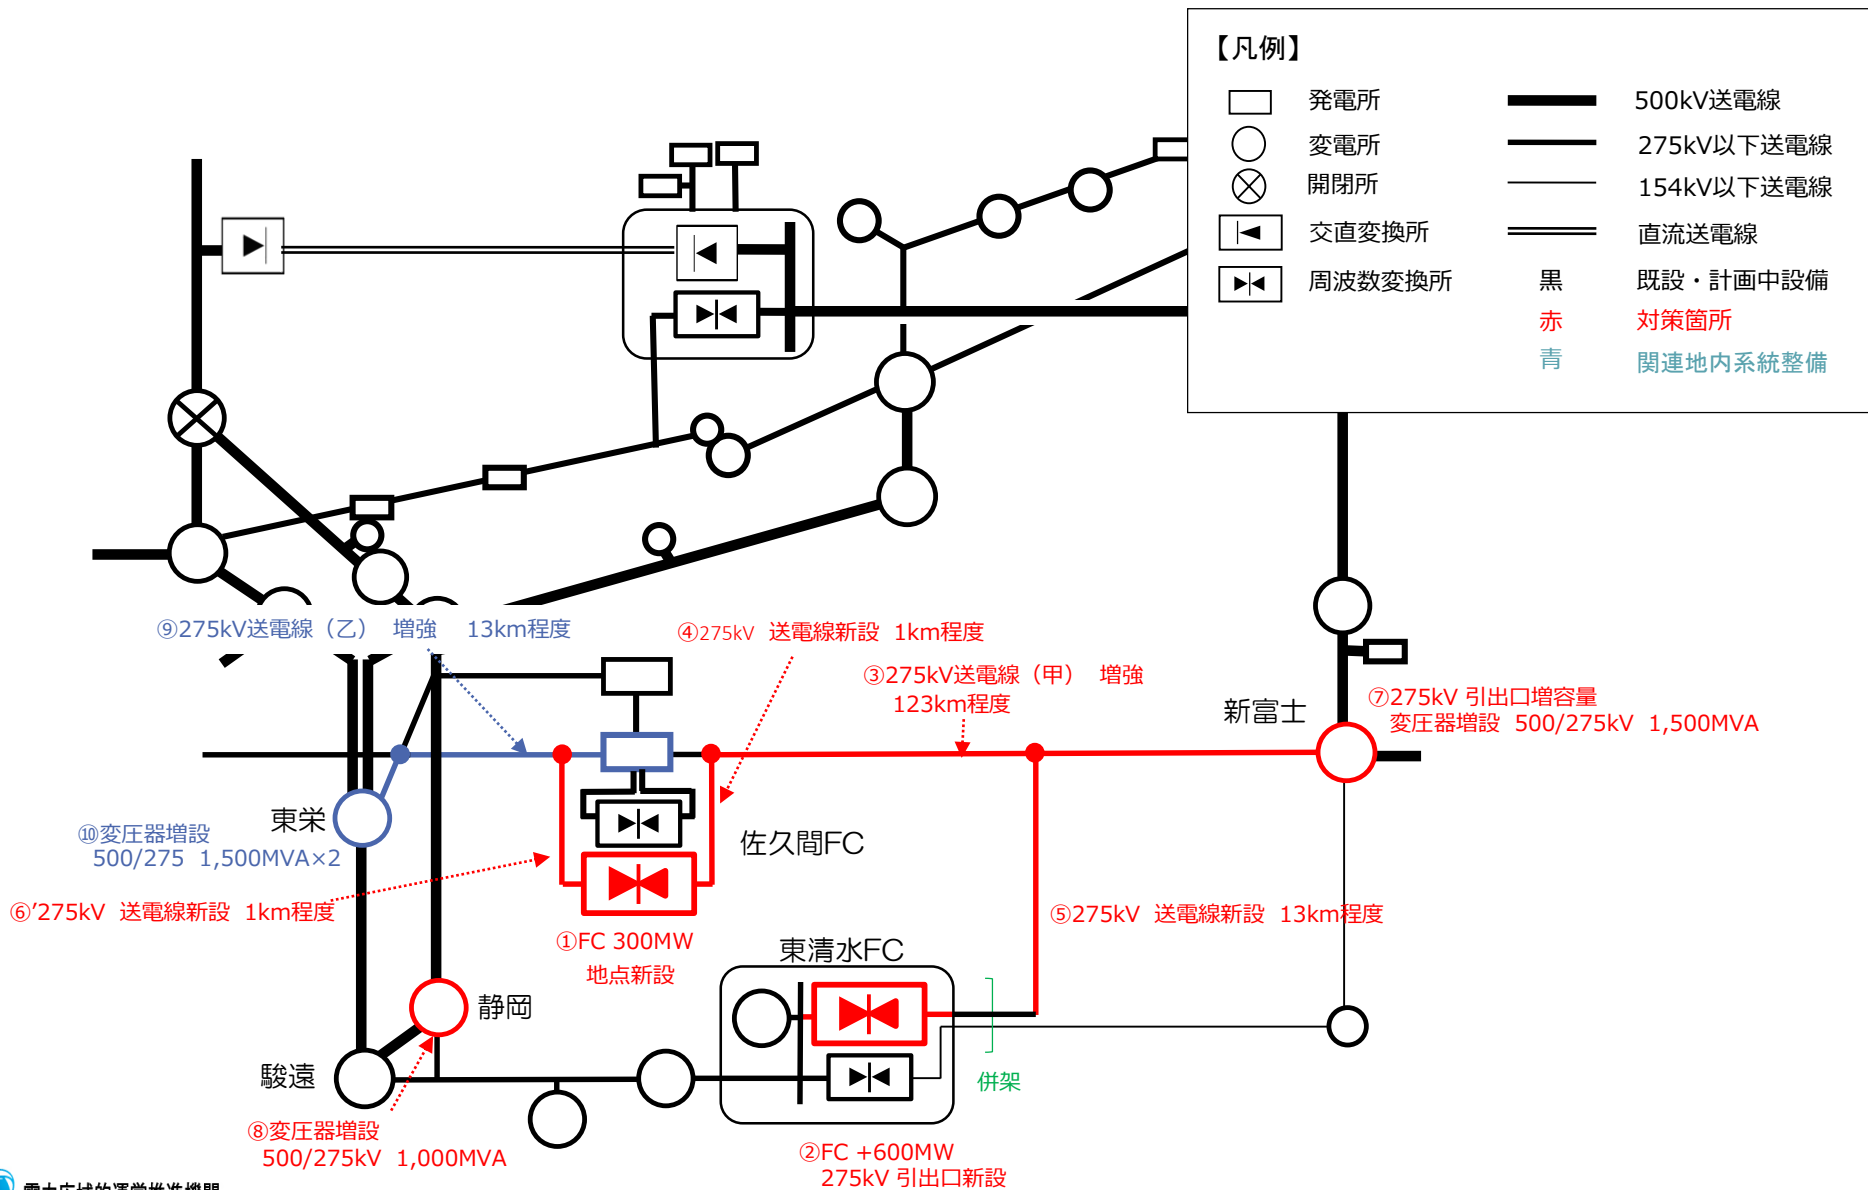 【凡例】
発電所
500kV送電線
変電所
275kV以下送電線
開閉所
154kV以下送電線
交直変換所
直流送電線
周波数変換所
黒
既設・計画中設備
赤
対策箇所
青
関連地内系統整備
⑨275kV送電線（乙） 増強 13km程度
④275kV 送電線新設 1km程度
③275kV送電線（甲） 増強
123km程度
新富士
⑦275kV 引出口増容量
変圧器増設 500/275kV 1,500MVA
東栄
⑩変圧器増設
500/275 1,500MVA×2
佐久間FC
⑥'275kV 送電線新設 1km程度
①FC 300MW
地点新設
⑤275kV 送電線新設 13km程度
東清水FC
静岡
駿遠
併架
⑧変圧器増設
500/275kV 1,000MVA
②FC +600MW
275kV 引出口新設
電力広域的運営推進機関